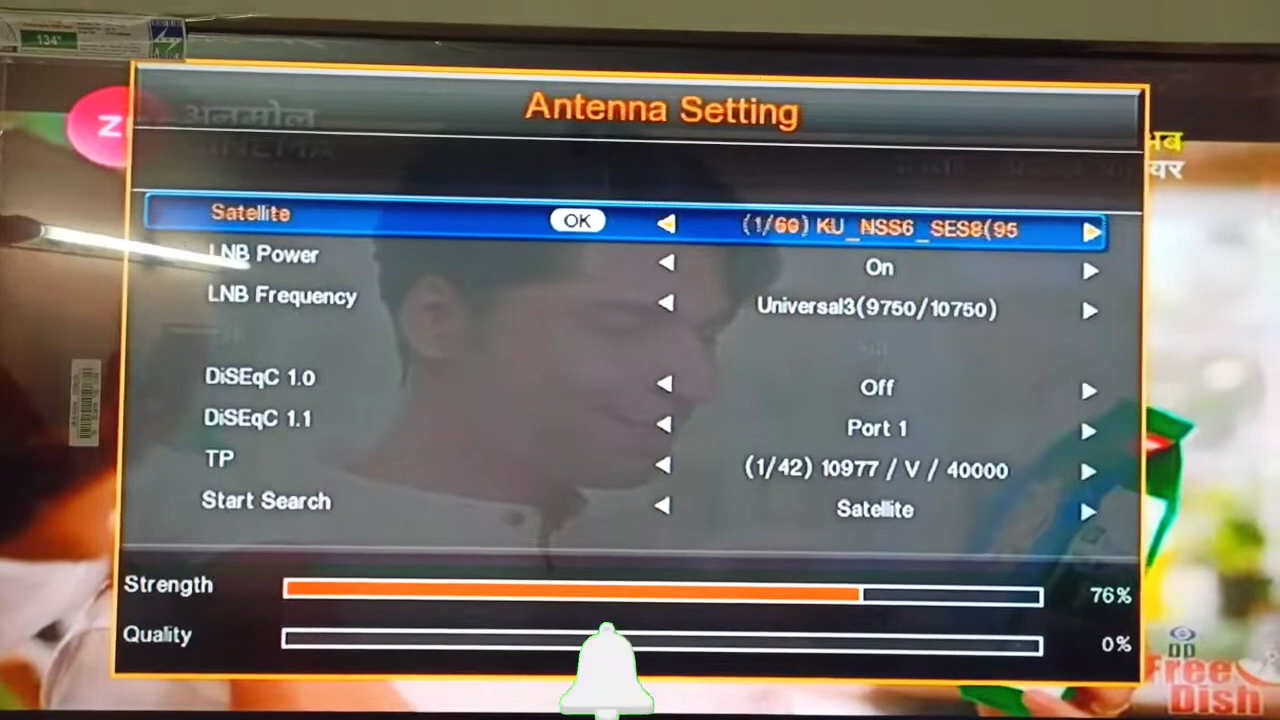 134°
Z
अनमोल
CINEMA
Antenna Setting
Satellite OK (1/60) KU_NSS6_SES8(95
LNB Power On
LNB Frequency Universal3(9750/10750)
DiSEqC 1.0 Off
DiSEqC 1.1 Port 1
TP (1/42) 10977 / V / 40000
Start Search Satellite
Strength 76%
Quality 0%
अब
DD
Free
Dish